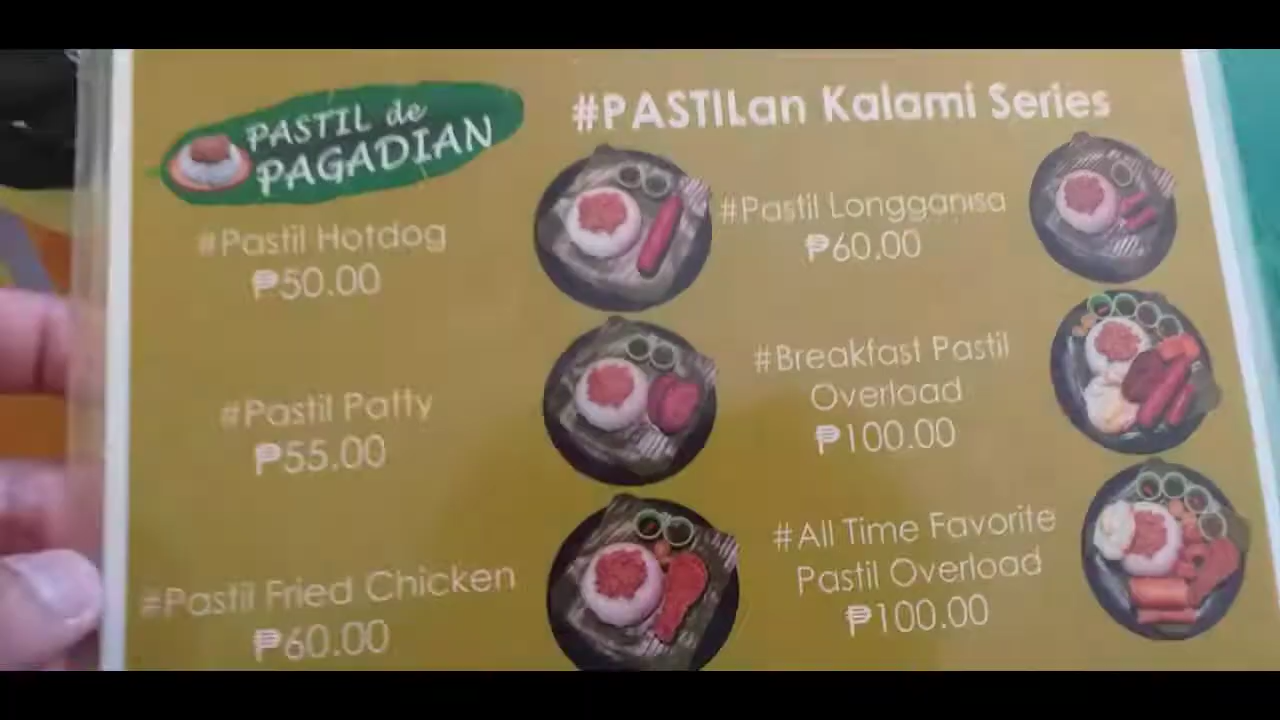 PASTIL de
PAGADIAN
#PASTILan Kalami Series
#Pastil Hotdog
₱50.00
#Pastil Longganisa
₱60.00
#Pastil Patty
₱55.00
#Breakfast Pastil
Overload
₱100.00
#Pastil Fried Chicken
₱60.00
#All Time Favorite
Pastil Overload
₱100.00